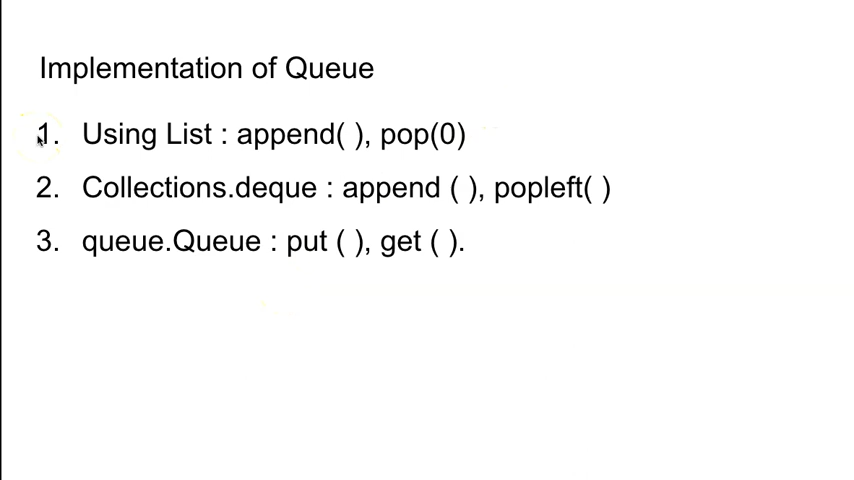 Implementation of Queue
1. Using List : append( ), pop(0)
2. Collections.deque : append ( ), popleft( )
3. queue.Queue : put ( ), get ( ).